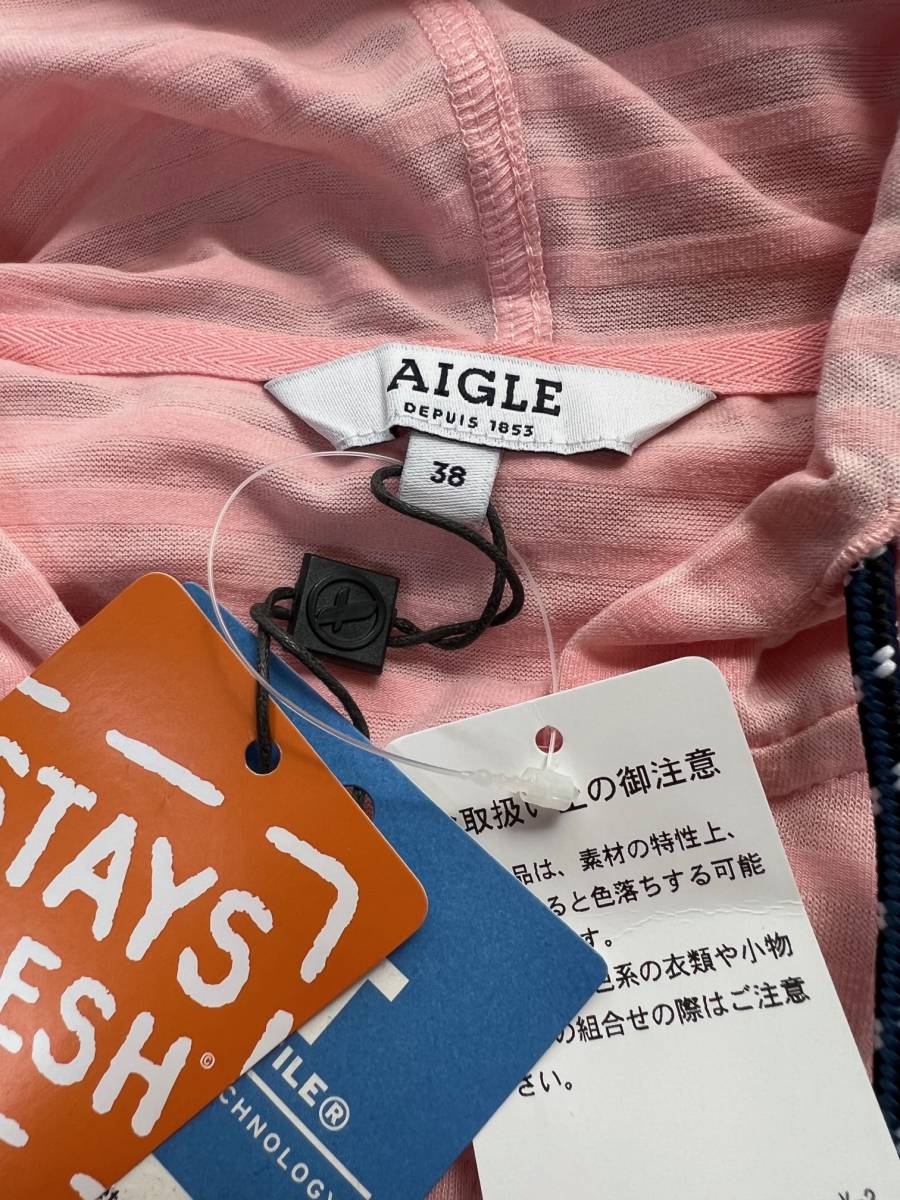 AIGLE
DEPUIS 1853
38
STAYS
ESH©
T
ILE®
CHNOLOGY
取扱い上の御注意
品は、素材の特性上、
ると色落ちする可能
す。
色系の衣類や小物
の組合せの際はご注意
さい。